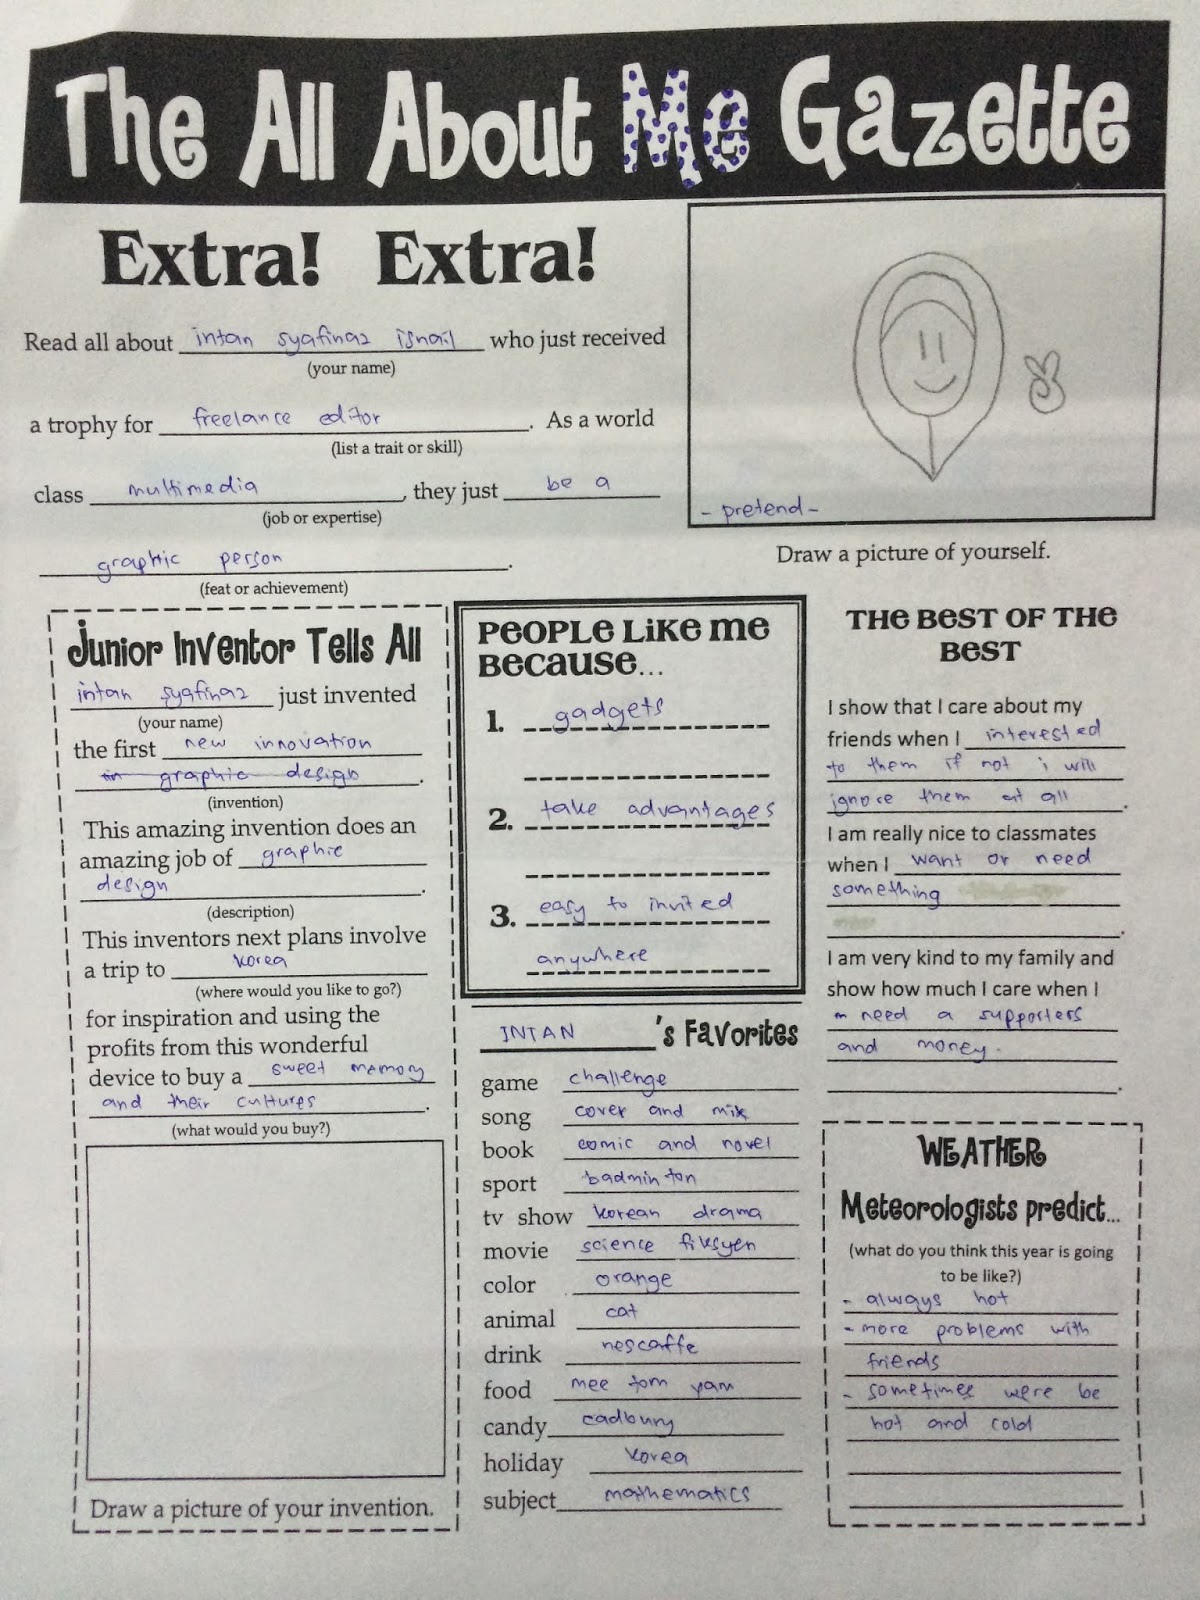 The All About Me Gazette
Extra! Extra!
Read all about intan syafinaz ismail who just received
(your name)
a trophy for freelance editor. As a world
(list a trait or skill)
class multimedia, they just be a
(job or expertise)
graphic person.
(feat or achievement)
- pretend -
Draw a picture of yourself.
Junior Inventor Tells All
intan syafinaz just invented
(your name)
the first new innovation
in graphic design.
(invention)
This amazing invention does an
amazing job of graphic
design.
(description)
This inventors next plans involve
a trip to korea
(where would you like to go?)
for inspiration and using the
profits from this wonderful
device to buy a sweet memory
and their cultures.
(what would you buy?)
Draw a picture of your invention.
People Like me
Because...
1. gadgets
2. take advantages
3. easy to invited
anywhere
INTAN's Favorites
game challenge
song cover and mix
book comic and novel
sport badminton
tv show korean drama
movie science fiksyen
color orange
animal cat
drink nescaffe
food mee tom yam
candy cadbury
holiday korea
subject mathematics
The Best of the
Best
I show that I care about my
friends when I interested
to them if not i will
ignore them at all.
I am really nice to classmates
when I want or need
something
.
I am very kind to my family and
show how much I care when I
need a supporters
and money.
.
WEATHER
Meteorologists predict...
(what do you think this year is going
to be like?)
- always hot
- more problems with
friends
- sometimes were be
hot and cold